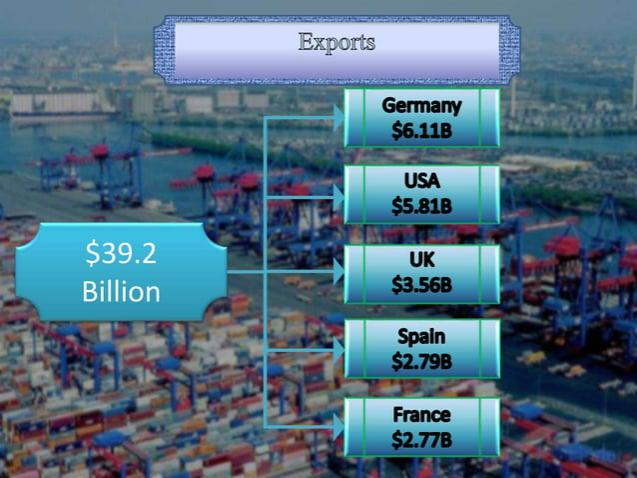 Exports
Germany
$6.11B
USA
$5.81B
$39.2
Billion
UK
$3.56B
Spain
$2.79B
France
$2.77B